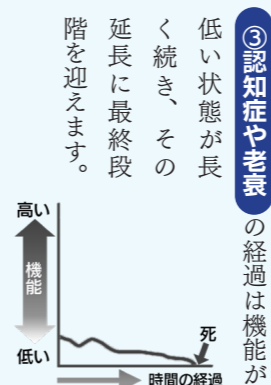 ③認知症や老衰の経過は機能が
低い状態が長
く続き、その
延長に最終段
階を迎えます。
高い
機能
低い
死
時間の経過